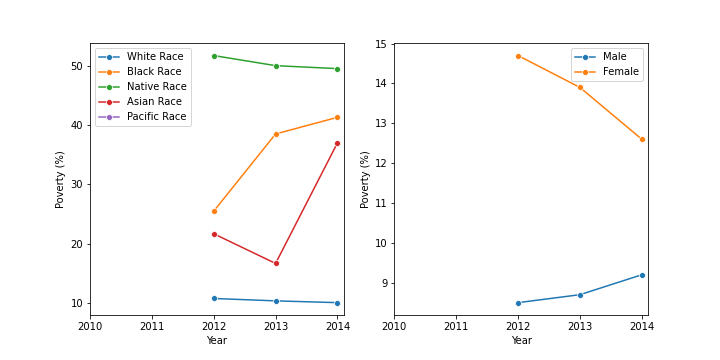 White Race
Black Race
Native Race
Asian Race
Pacific Race
50
40
30
20
10
Poverty (%)
2010 2011 2012 2013 2014
Year
Male
Female
15
14
13
12
11
10
9
Poverty (%)
2010 2011 2012 2013 2014
Year